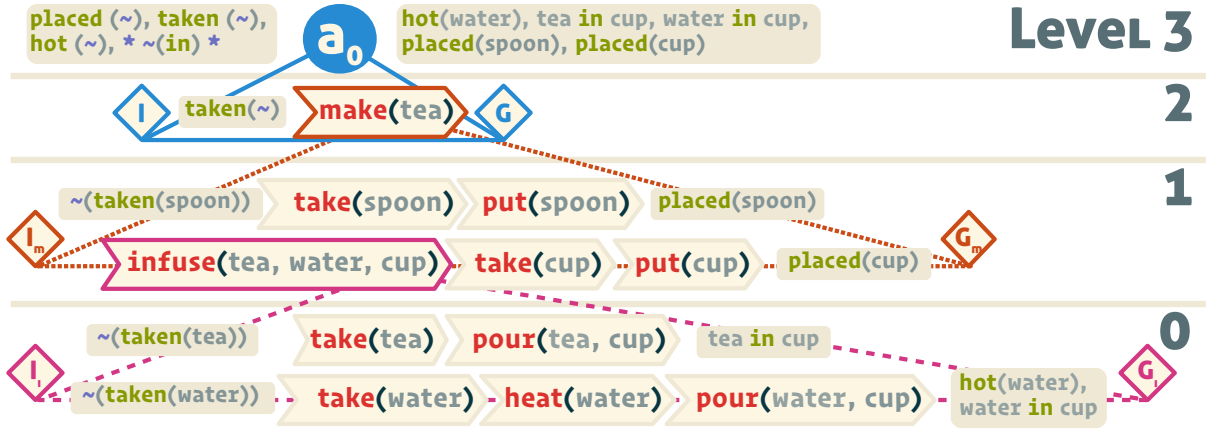 placed (~), taken (~),
hot (~), * ~(in) *
a0
hot(water), tea in cup, water in cup,
placed(spoon), placed(cup)
Level 3
I
taken(~)
make(tea)
G
2
~(taken(spoon))
take(spoon)
put(spoon)
placed(spoon)
1
Im
infuse(tea, water, cup)
take(cup)
put(cup)
placed(cup)
Gm
~(taken(tea))
take(tea)
pour(tea, cup)
tea in cup
0
II
~(taken(water))
take(water)
heat(water)
pour(water, cup)
hot(water),
water in cup
GI